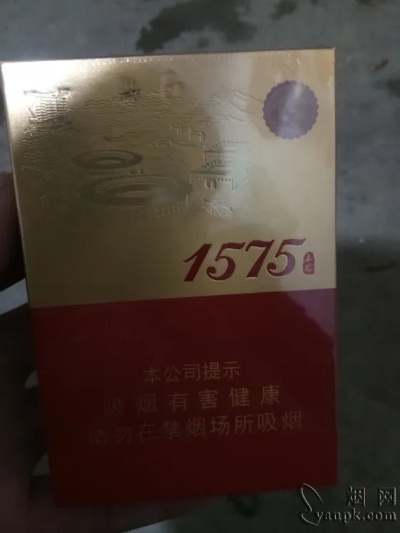 1575
本公司提示
吸烟有害健康
请勿在禁烟场所吸烟
烟网
yanpk.com